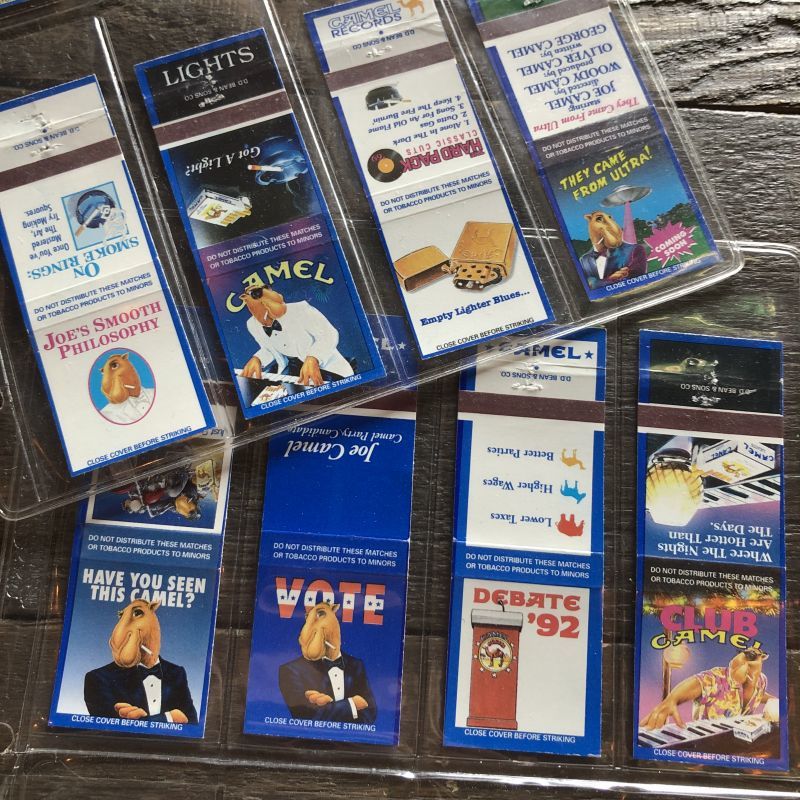 D.D. BEAN & SONS CO
ON
SMOKE RINGS:
Once You've
Mastered
The Art,
Try Making
Squares.
DO NOT DISTRIBUTE THESE MATCHES
OR TOBACCO PRODUCTS TO MINORS
JOE'S SMOOTH
PHILOSOPHY
CLOSE COVER BEFORE STRIKING
LIGHTS
D.D. BEAN & SONS CO
Got A Light?
DO NOT DISTRIBUTE THESE MATCHES
OR TOBACCO PRODUCTS TO MINORS
CAMEL
CLOSE COVER BEFORE STRIKING
CAMEL
RECORDS
D.D. BEAN & SONS CO
HARD PACK
CLASSIC CUTS
1. Alone In The Dark
2. Outta Gas
3. Song For An Old Flame
4. Keep The Fire Burnin
DO NOT DISTRIBUTE THESE MATCHES
OR TOBACCO PRODUCTS TO MINORS
Empty Lighter Blues...
CLOSE COVER BEFORE STRIKING
They Came From Ultra
starring:
JOE CAMEL
directed by:
WOODY CAMEL
produced by:
OLIVER CAMEL
written by:
GEORGE CAMEL
DO NOT DISTRIBUTE THESE MATCHES
OR TOBACCO PRODUCTS TO MINORS
THEY CAME
FROM ULTRA!
COMING
SOON
CLOSE COVER BEFORE STRIKING
DO NOT DISTRIBUTE THESE MATCHES
OR TOBACCO PRODUCTS TO MINORS
HAVE YOU SEEN
THIS CAMEL?
CLOSE COVER BEFORE STRIKING
Joe Camel
Camel Party Candidate
DO NOT DISTRIBUTE THESE MATCHES
OR TOBACCO PRODUCTS TO MINORS
VOTE
CLOSE COVER BEFORE STRIKING
CAMEL
D.D. BEAN & SONS CO
Lower Taxes
Higher Wages
Better Parties
DO NOT DISTRIBUTE THESE MATCHES
OR TOBACCO PRODUCTS TO MINORS
DEBATE
'92
CLOSE COVER BEFORE STRIKING
D.D. BEAN & SONS CO
CAMEL
Where The Nights
Are Hotter Than
The Days.
DO NOT DISTRIBUTE THESE MATCHES
OR TOBACCO PRODUCTS TO MINORS
CLUB
CAMEL
CLOSE COVER BEFORE STRIKING